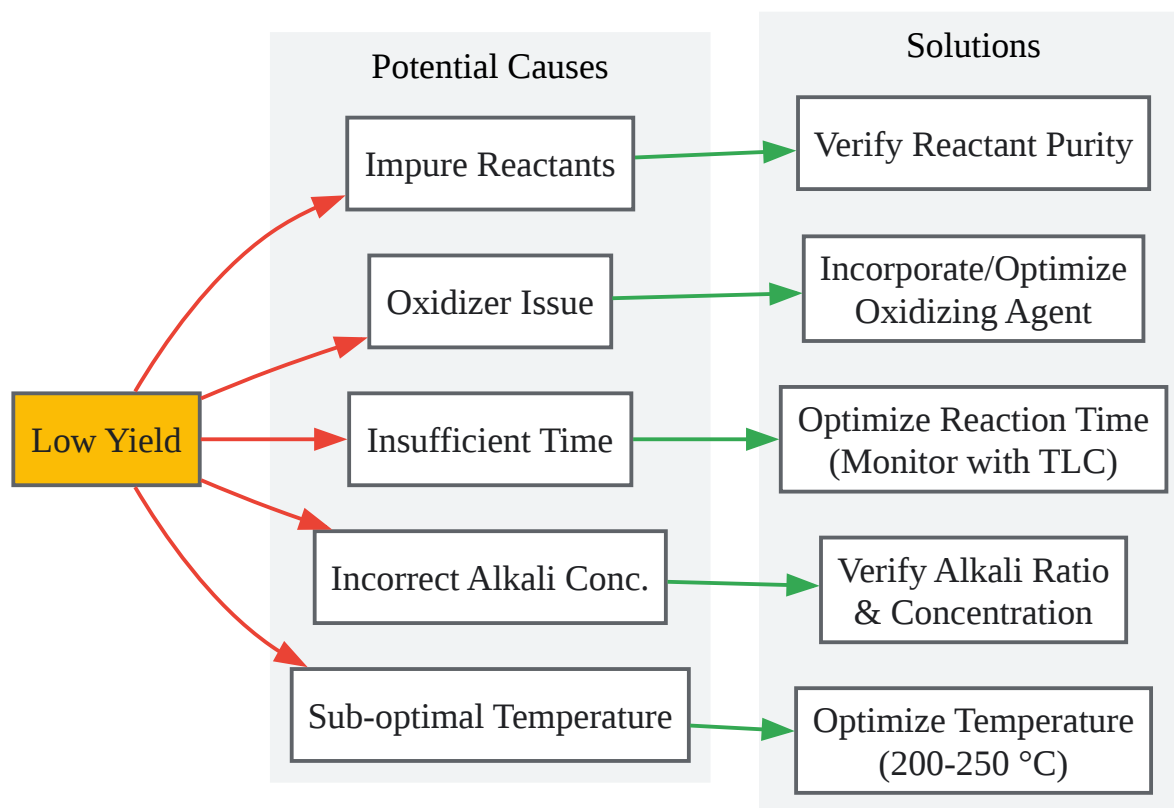 Potential Causes
Solutions
Low Yield
Impure Reactants
Verify Reactant Purity
Oxidizer Issue
Incorporate/Optimize
Oxidizing Agent
Insufficient Time
Optimize Reaction Time
(Monitor with TLC)
Incorrect Alkali Conc.
Verify Alkali Ratio
& Concentration
Sub-optimal Temperature
Optimize Temperature
(200-250 °C)